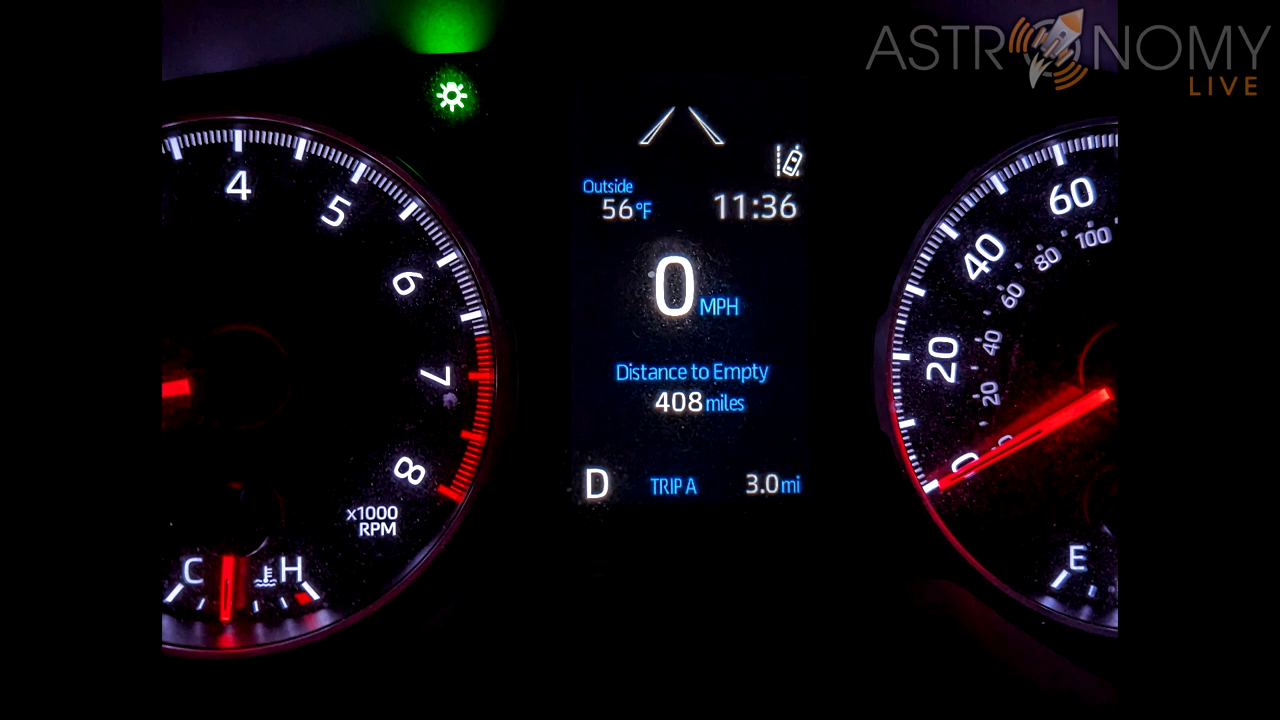 ASTRONOMY
LIVE
4
5
6
7
8
x1000
RPM
C
H
Outside
56°F
11:36
0 MPH
Distance to Empty
408 miles
D
TRIP A
3.0 mi
0
20
40
60
20
40
60
80
100
E